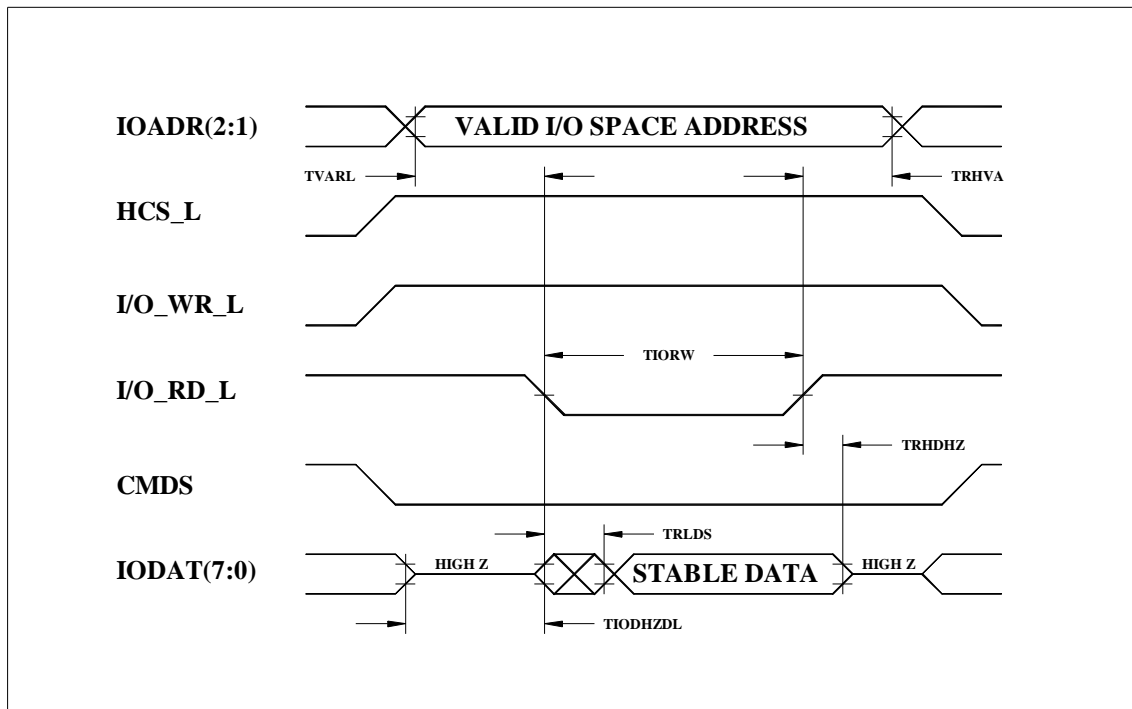 IOADR(2:1)
VALID I/O SPACE ADDRESS
TVARL
TRHVA
HCS_L
I/O_WR_L
TIORW
I/O_RD_L
TRHDHZ
CMDS
TRLDS
IODAT(7:0)
HIGH Z
STABLE DATA
HIGH Z
TIODHZDL